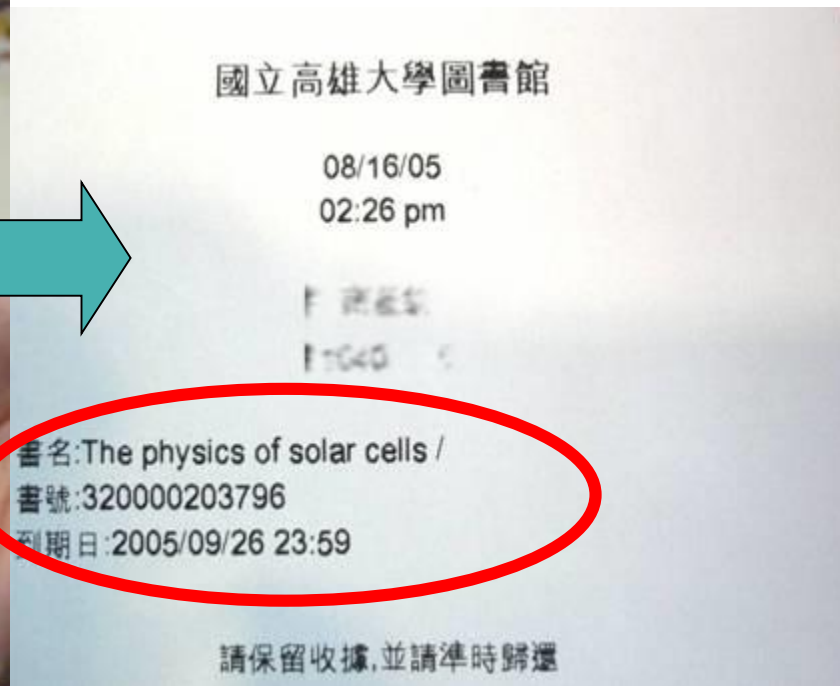 國立高雄大學圖書館
08/16/05
02:26 pm
書名:The physics of solar cells /
書號:320000203796
到期日:2005/09/26 23:59
請保留收據,並請準時歸還